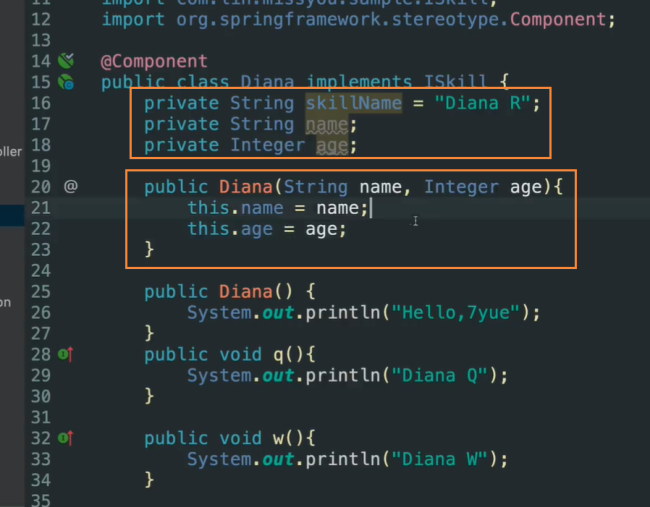 import com.lin.missyou.sample.ISkill;
12 import org.springframework.stereotype.Component;
13
14 @Component
15 public class Diana implements ISkill {
16 private String skillName = "Diana R";
17 private String name;
18 private Integer age;
19
20 @ public Diana(String name, Integer age){
21 this.name = name;
22 this.age = age;
23 }
24
25 public Diana() {
26 System.out.println("Hello,7yue");
27 }
28 public void q(){
29 System.out.println("Diana Q");
30 }
31
32 public void w(){
33 System.out.println("Diana W");
34 }
35
oller
on